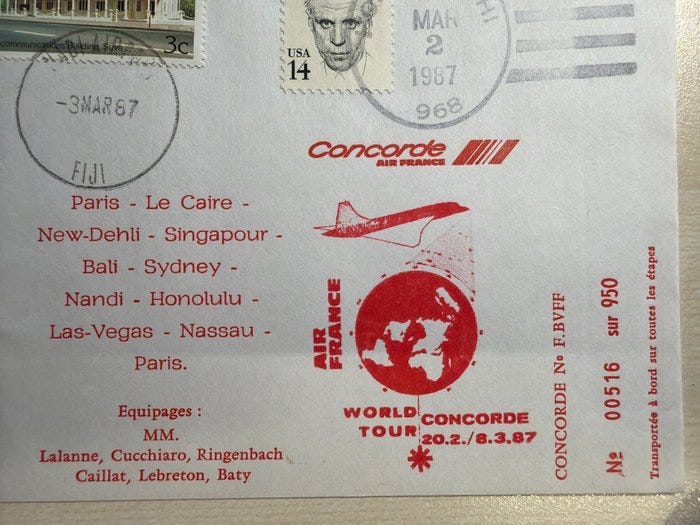 communications Building, Suva
3c
USA
14
MAR
2
1987
968
HI
-3MAR87
FIJI
Concorde
AIR FRANCE
Paris - Le Caire -
New-Dehli - Singapour -
Bali - Sydney -
Nandi - Honolulu -
Las-Vegas - Nassau -
Paris.
Equipages :
MM.
Lalanne, Cucchiaro, Ringenbach
Caillat, Lebreton, Baty
AIR
FRANCE
WORLD
TOUR
CONCORDE
20.2./8.3.87
CONCORDE No F.BVFF
No 00516 sur 950
Transportée à bord sur toutes les étapes